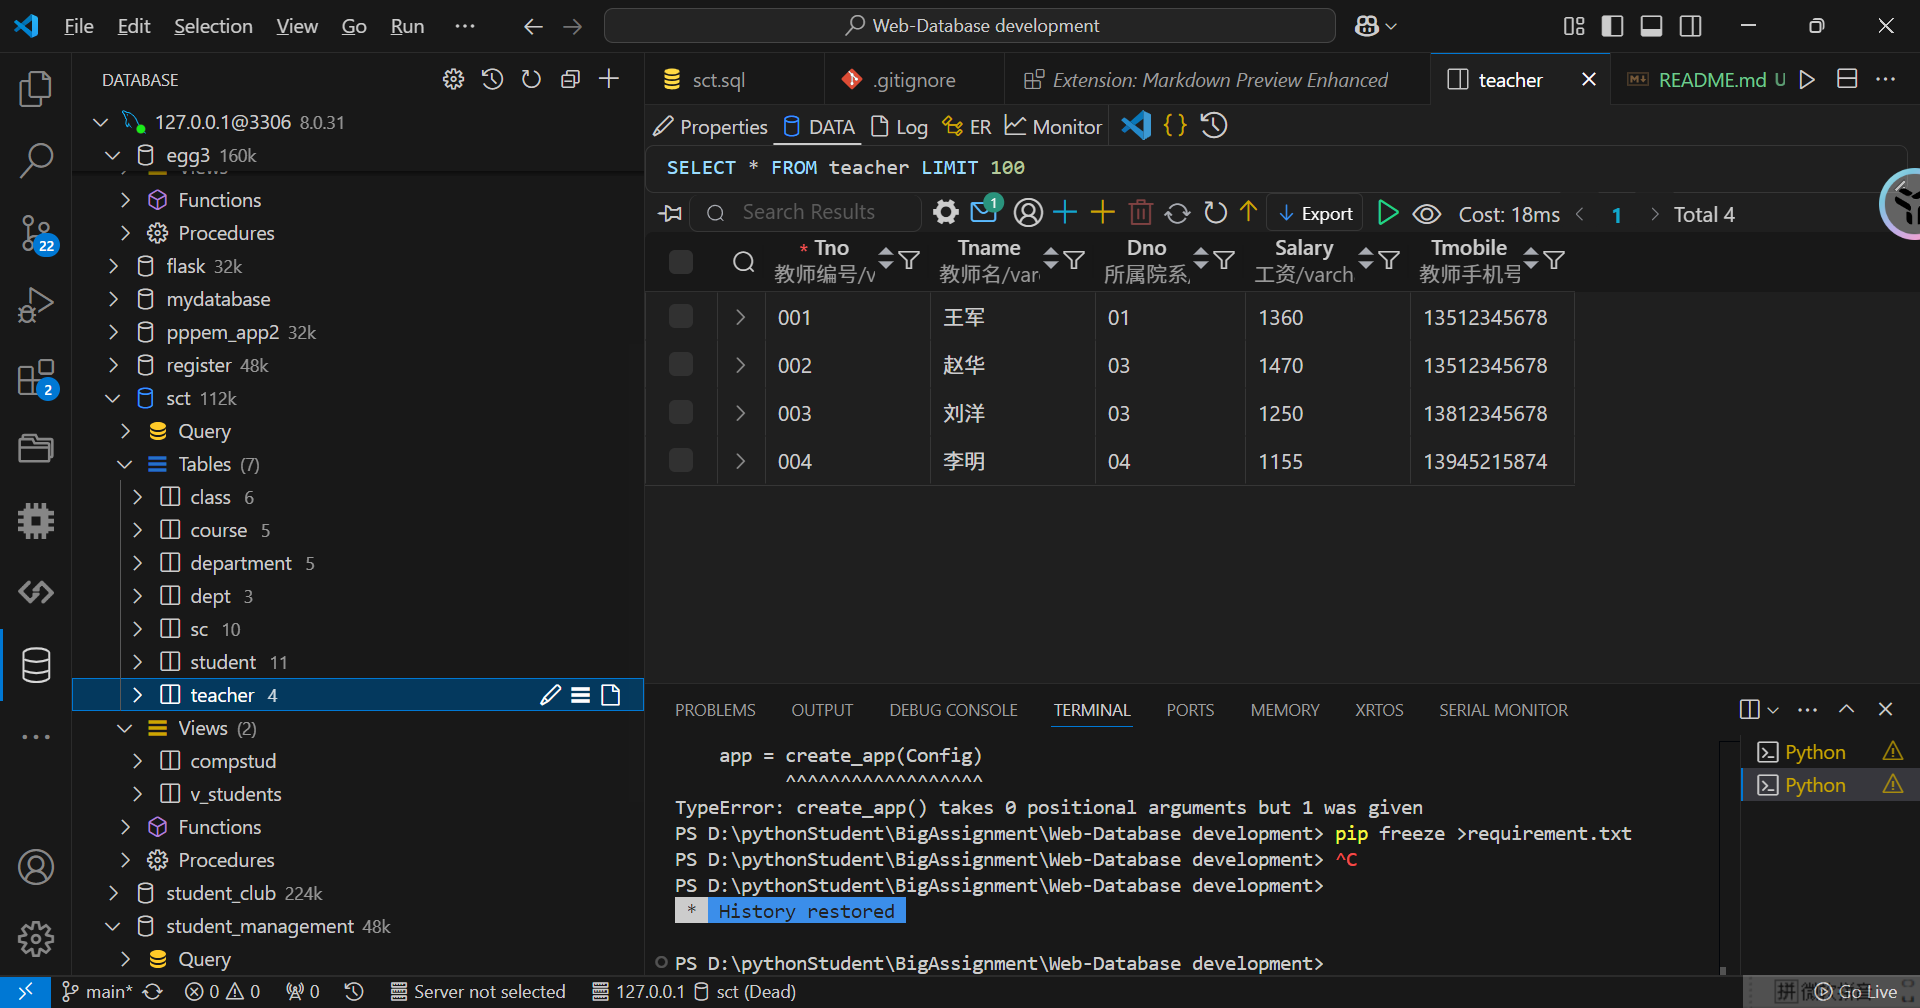 File Edit Selection View Go Run ··· Web-Database development
DATABASE
127.0.0.1@3306 8.0.31
egg3 160k
Views
Functions
Procedures
flask 32k
mydatabase
pppem_app2 32k
register 48k
sct 112k
Query
Tables (7)
class 6
course 5
department 5
dept 3
sc 10
student 11
teacher 4
Views (2)
compstud
v_students
Functions
Procedures
student_club 224k
student_management 48k
Query
22
2
sct.sql .gitignore Extension: Markdown Preview Enhanced teacher README.md U
Properties DATA Log ER Monitor
SELECT * FROM teacher LIMIT 100
Search Results 1 Export Cost: 18ms 1 Total 4
* Tno Tname Dno Salary Tmobile
教师编号/v 教师名/var 所属院系/ 工资/varch 教师手机号
001 王军 01 1360 13512345678
002 赵华 03 1470 13512345678
003 刘洋 03 1250 13812345678
004 李明 04 1155 13945215874
PROBLEMS OUTPUT DEBUG CONSOLE TERMINAL PORTS MEMORY XRTOS SERIAL MONITOR
app = create_app(Config)
^^^^^^^^^^^^^^^^^^
TypeError: create_app() takes 0 positional arguments but 1 was given
PS D:\pythonStudent\BigAssignment\Web-Database development> pip freeze >requirement.txt
PS D:\pythonStudent\BigAssignment\Web-Database development> ^C
PS D:\pythonStudent\BigAssignment\Web-Database development>
* History restored
PS D:\pythonStudent\BigAssignment\Web-Database development>
Python
Python
main* 0 0 0 Server not selected 127.0.0.1 sct (Dead) Go Live